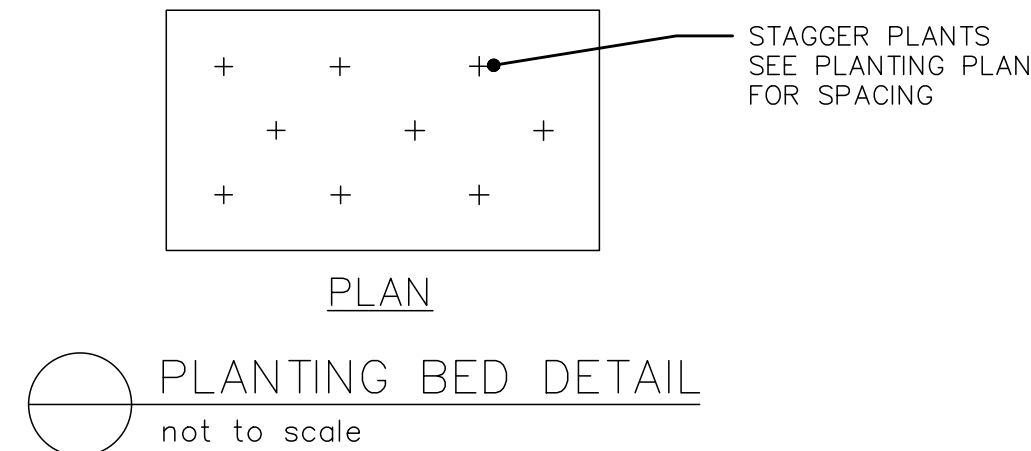 STAGGER PLANTS
SEE PLANTING PLAN
FOR SPACING
PLAN
PLANTING BED DETAIL
not to scale